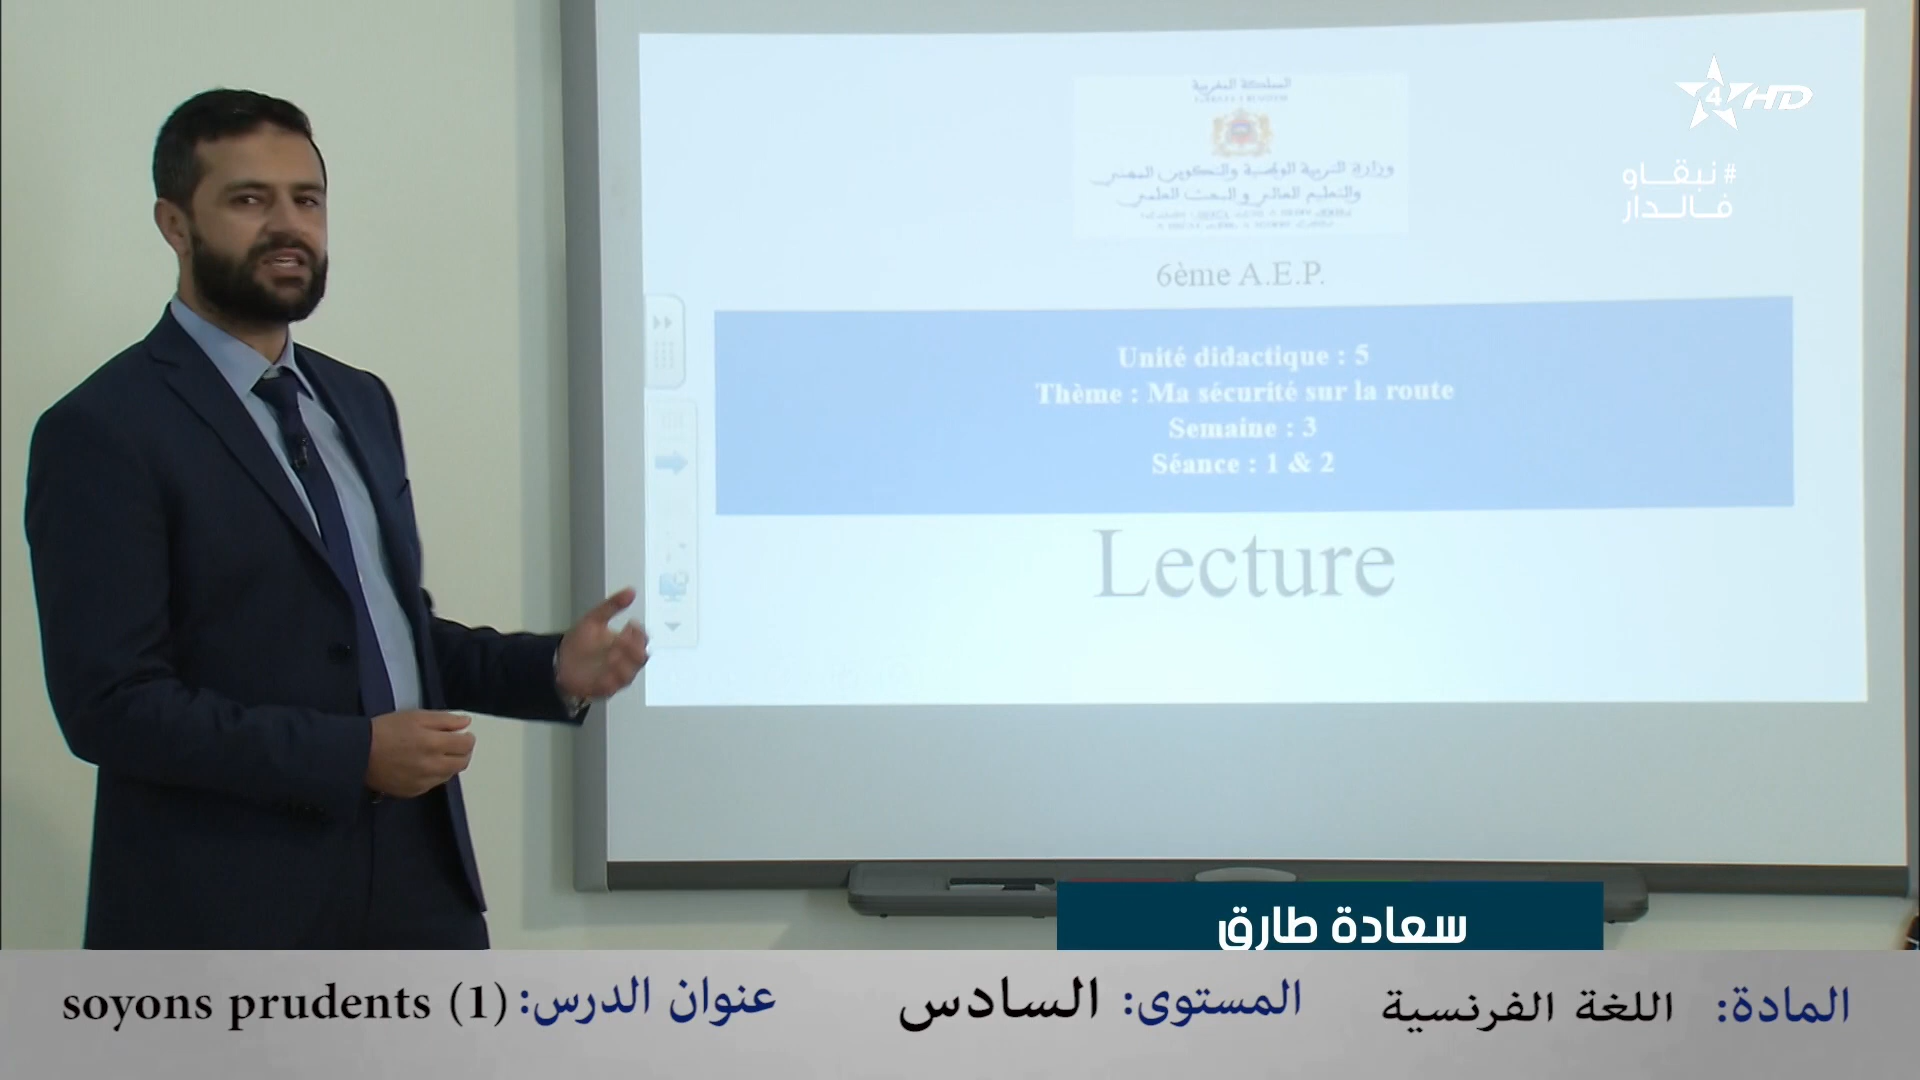 المملكة المغربية
وزارة التربية الوطنية والتكوين المهني
والتعليم العالي و البحث العلمي
4 HD
#نبقاو
فالدار
6ème A.E.P.
Unité didactique : 5
Thème : Ma sécurité sur la route
Semaine : 3
Séance : 1 & 2
Lecture
سعادة طارق
المادة: اللغة الفرنسية
المستوى: السادس
عنوان الدرس: soyons prudents (1)